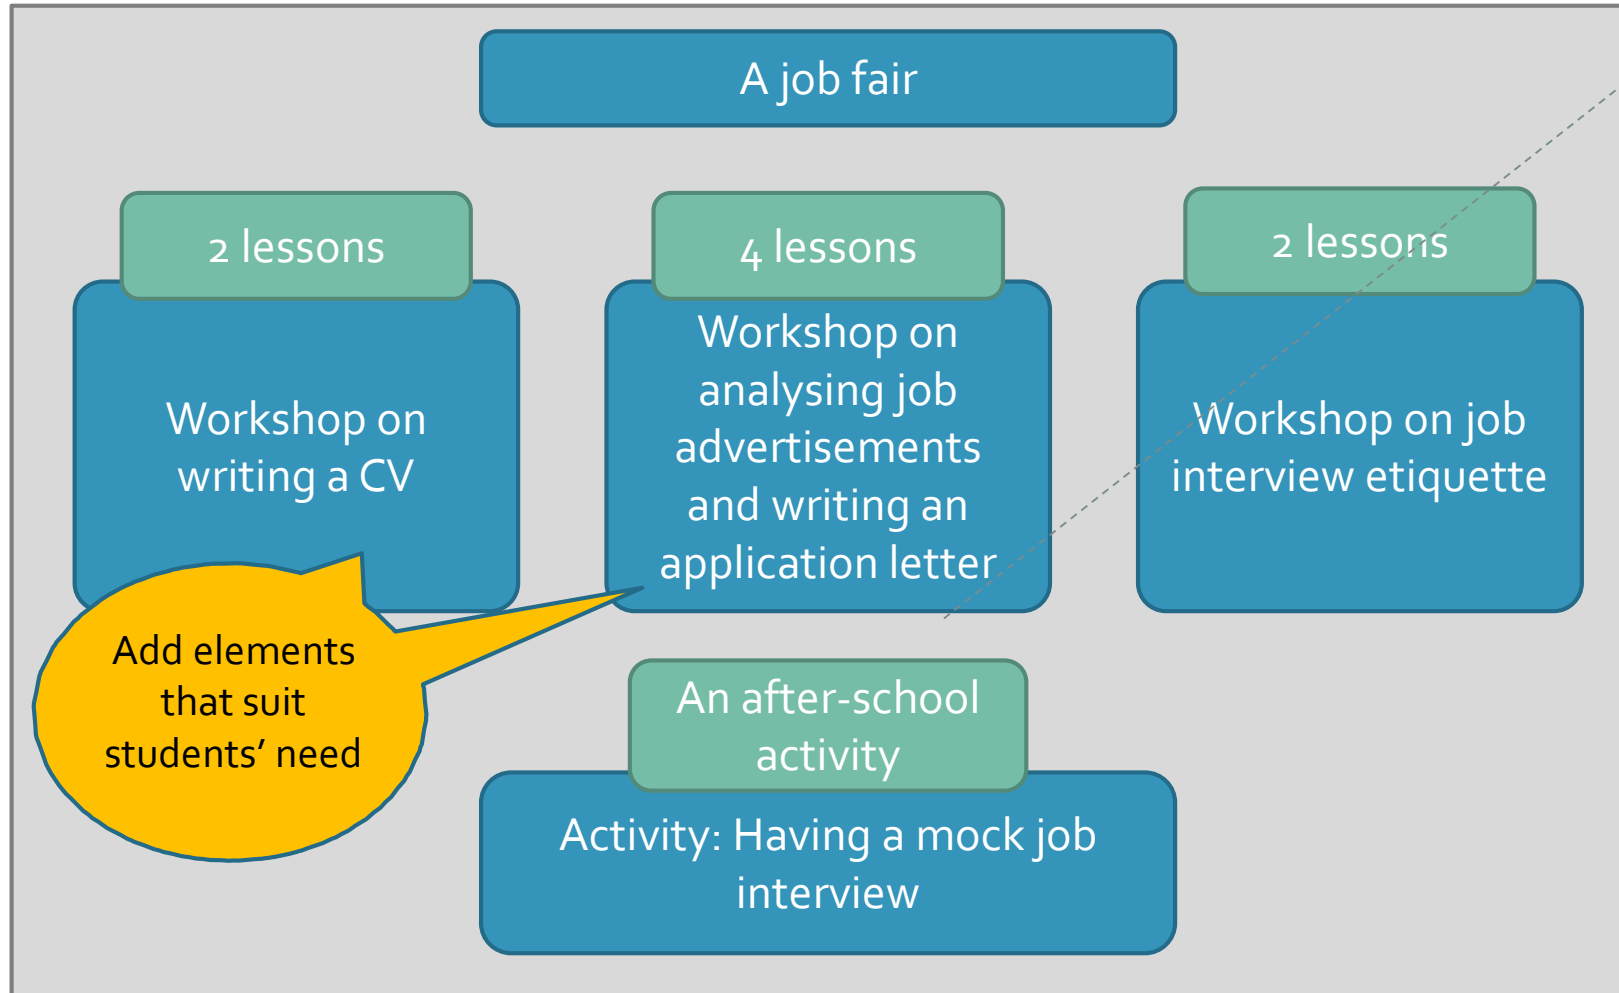 A job fair
2 lessons
Workshop on
writing a CV
4 lessons
Workshop on
analysing job
advertisements
and writing an
application letter
2 lessons
Workshop on job
interview etiquette
Add elements
that suit
students’ need
An after-school
activity
Activity: Having a mock job
interview